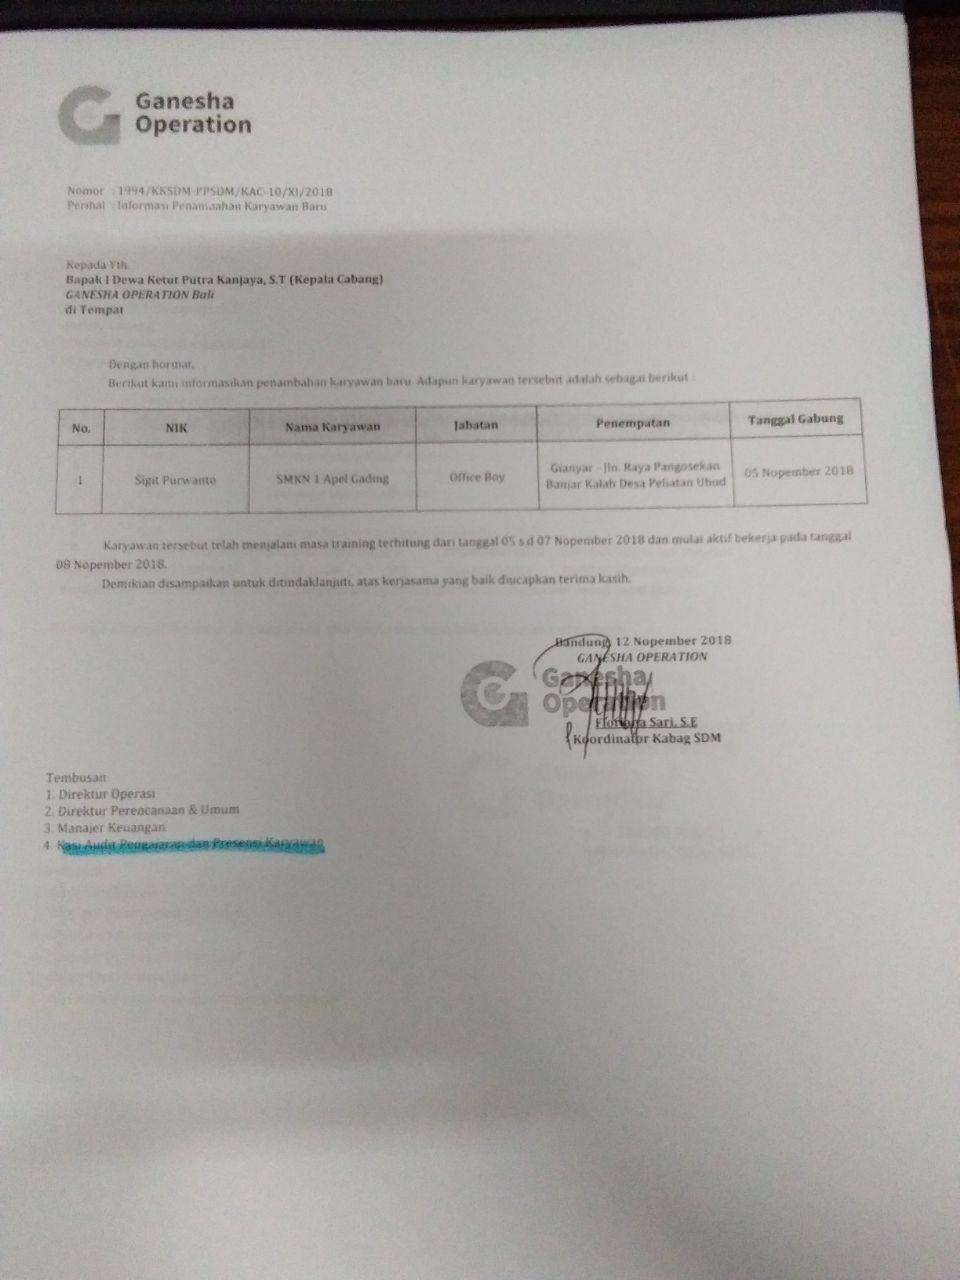 Ganesha
Operation
Nomor : 1994/KKSDM-PPSDM/KAC-10/XI/2018
Perihal : Informasi Penambahan Karyawan Baru
Kepada Yth.
Bapak I Dewa Ketut Putra Kanjaya, S.T (Kepala Cabang)
GANESHA OPERATION Bali
di Tempat
Dengan hormat,
Berikut kami informasikan penambahan karyawan baru. Adapun karyawan tersebut adalah sebagai berikut :
No. NIK Nama Karyawan Jabatan Penempatan Tanggal Gabung
1 Sigit Purwanto SMKN 1 Apel Gading Office Boy Gianyar - Jln. Raya Pangosekan Banjar Kalah Desa Peliatan Ubud 05 Nopember 2018
Karyawan tersebut telah menjalani masa training terhitung dari tanggal 05 s.d 07 Nopember 2018 dan mulai aktif bekerja pada tanggal
08 Nopember 2018.
Demikian disampaikan untuk ditindaklanjuti, atas kerjasama yang baik diucapkan terima kasih.
Bandung, 12 Nopember 2018
GANESHA OPERATION
Ganesha
Operation
Sari, S.E
Koordinator Kabag SDM
Tembusan:
1. Direktur Operasi
2. Direktur Perencanaan & Umum
3. Manajer Keuangan
4. Kasi Audit Pengajaran dan Presensi Karyawan